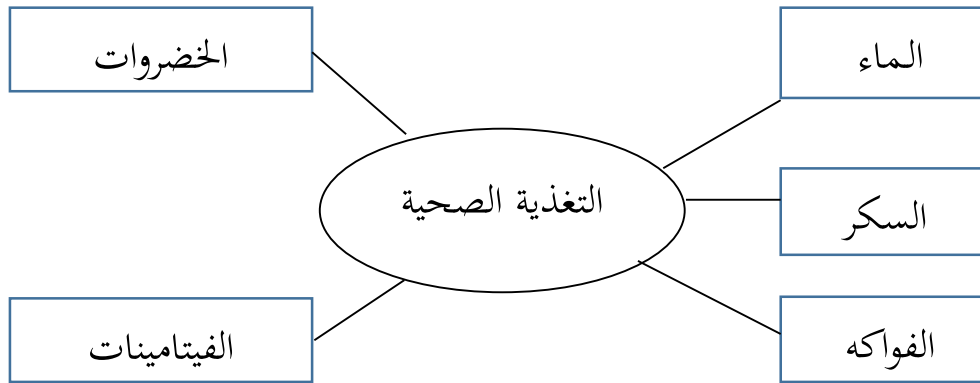 الماء
الخضروات
التغذية الصحية
السكر
الفواكه
الفيتامينات